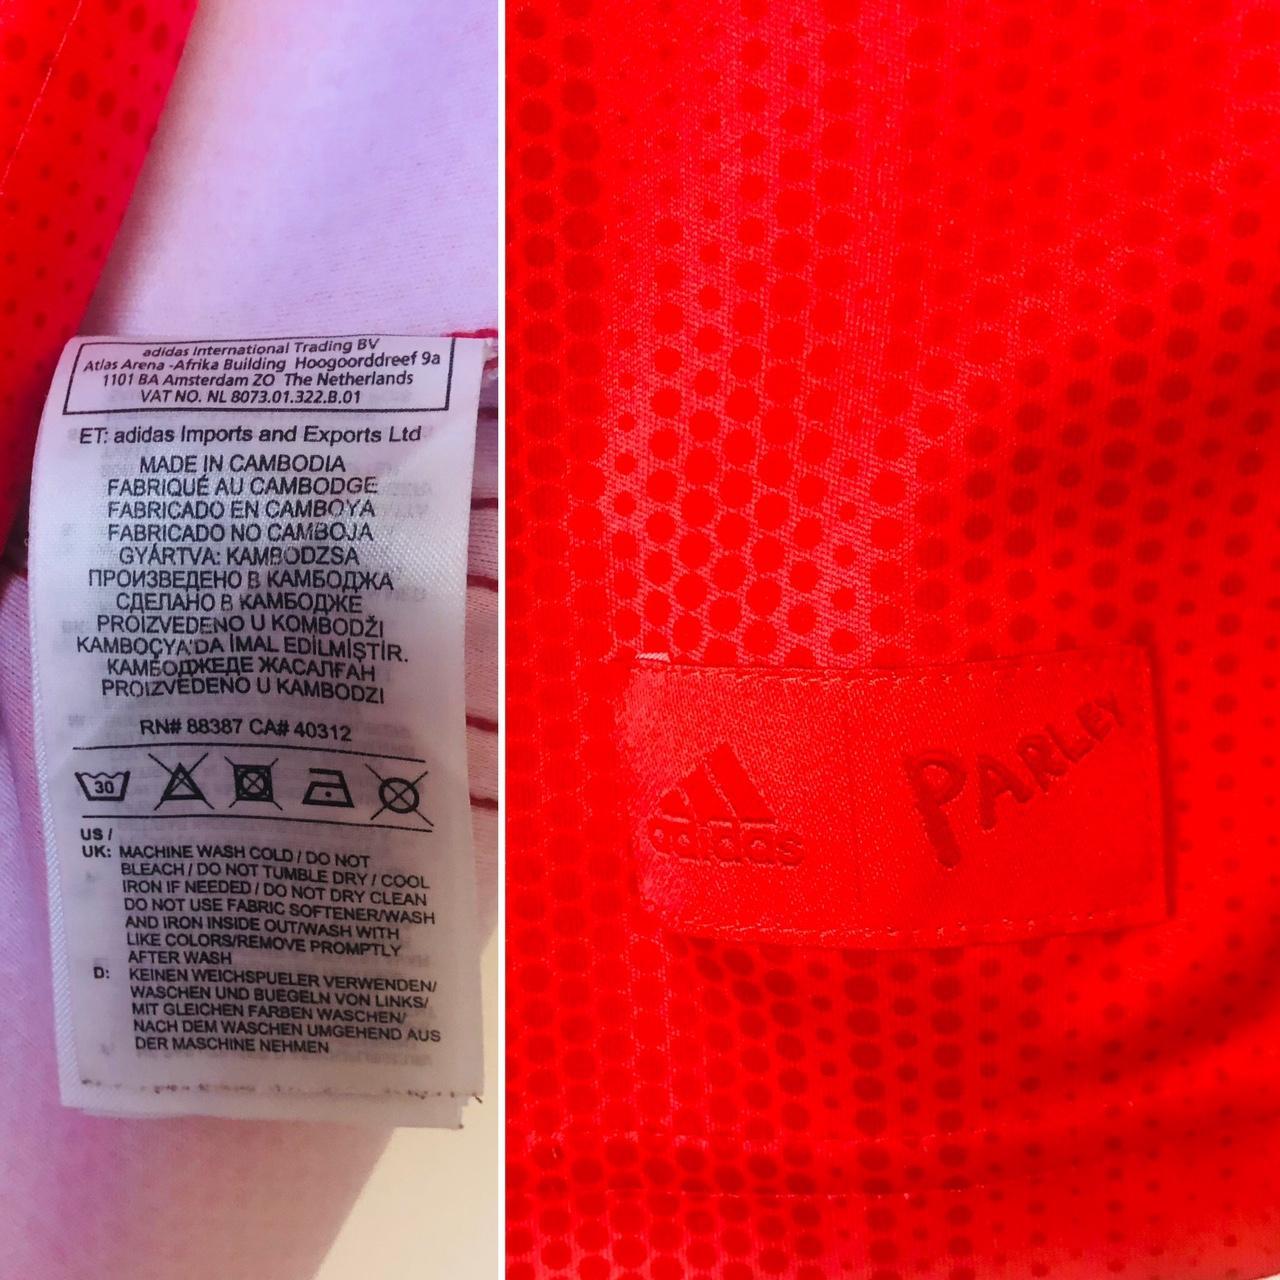 adidas International Trading BV
Atlas Arena -Afrika Building Hoogoorddreef 9a
1101 BA Amsterdam ZO The Netherlands
VAT NO. NL 8073.01.322.B.01
ET: adidas Imports and Exports Ltd
MADE IN CAMBODIA
FABRIQUÉ AU CAMBODGE
FABRICADO EN CAMBOYA
FABRICADO NO CAMBOJA
GYÁRTVA: KAMBODZSA
ПРОИЗВЕДЕНО В КАМБОДЖА
СДЕЛАНО В КАМБОДЖЕ
PROIZVEDENO U KOMBODŽI
KAMBOÇYA'DA İMAL EDİLMİŞTİR.
КАМБОДЖЕДЕ ЖАСАЛҒАН
PROIZVEDENO U KAMBODZI
RN# 88387 CA# 40312
30
US /
UK: MACHINE WASH COLD / DO NOT
BLEACH / DO NOT TUMBLE DRY / COOL
IRON IF NEEDED / DO NOT DRY CLEAN
DO NOT USE FABRIC SOFTENER/WASH
AND IRON INSIDE OUT/WASH WITH
LIKE COLORS/REMOVE PROMPTLY
AFTER WASH
D: KEINEN WEICHSPUELER VERWENDEN/
WASCHEN UND BUEGELN VON LINKS/
MIT GLEICHEN FARBEN WASCHEN/
NACH DEM WASCHEN UMGEHEND AUS
DER MASCHINE NEHMEN
adidas
PARLEY